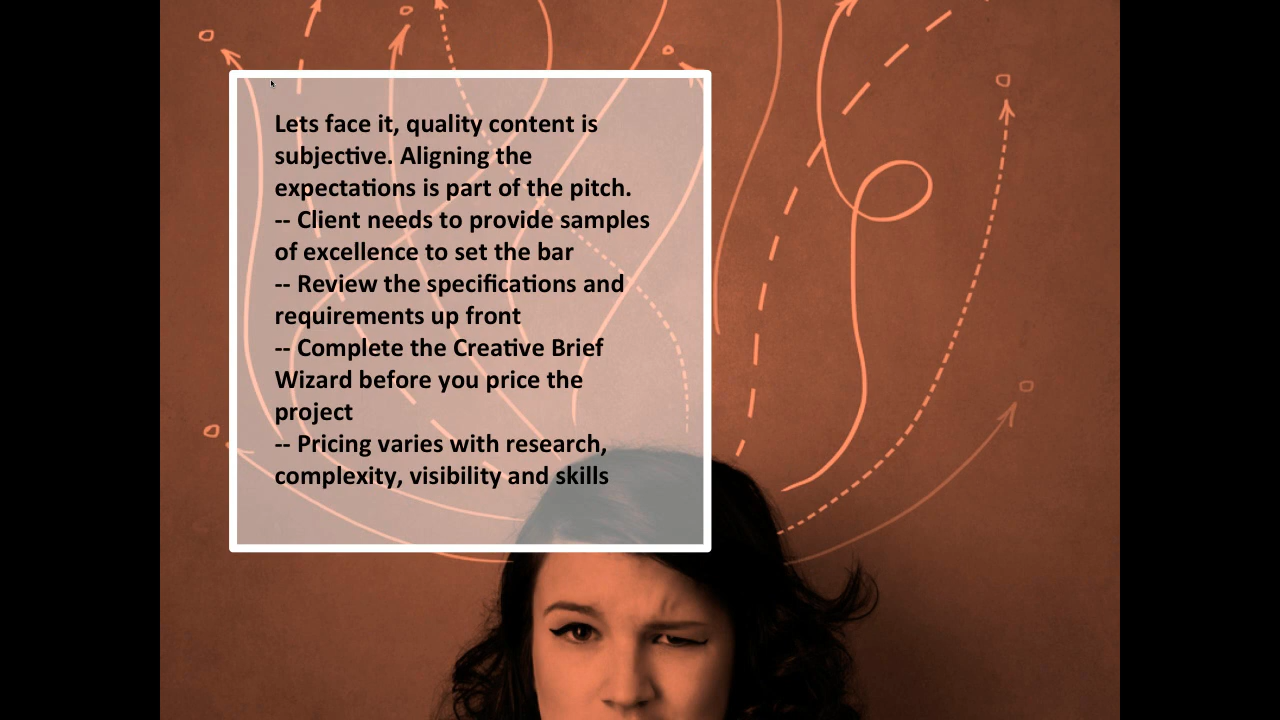 Lets face it, quality content is
subjective. Aligning the
expectations is part of the pitch.
-- Client needs to provide samples
of excellence to set the bar
-- Review the specifications and
requirements up front
-- Complete the Creative Brief
Wizard before you price the
project
-- Pricing varies with research,
complexity, visibility and skills